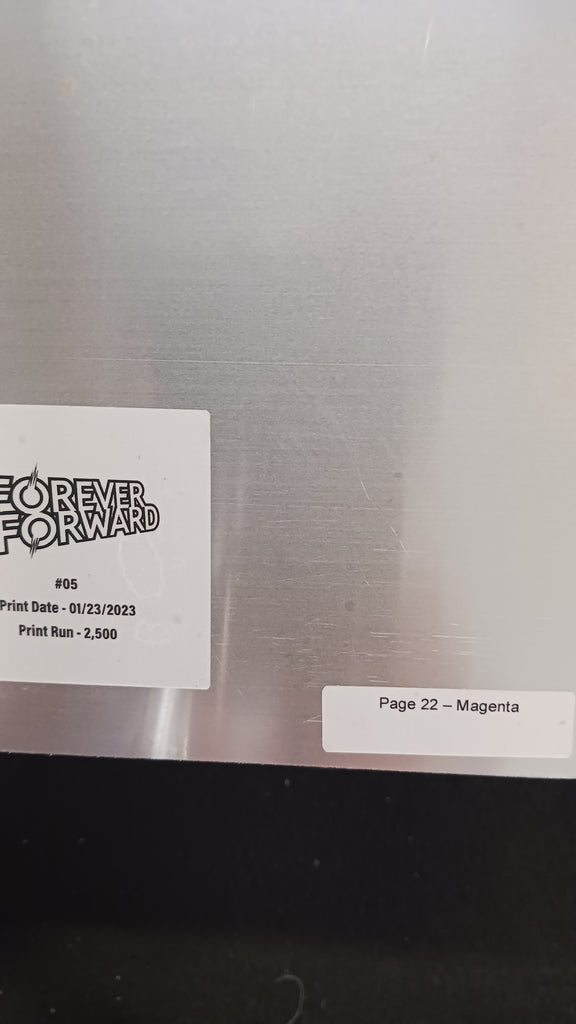 FOREVER
FORWARD
#05
Print Date - 01/23/2023
Print Run - 2,500
Page 22 – Magenta